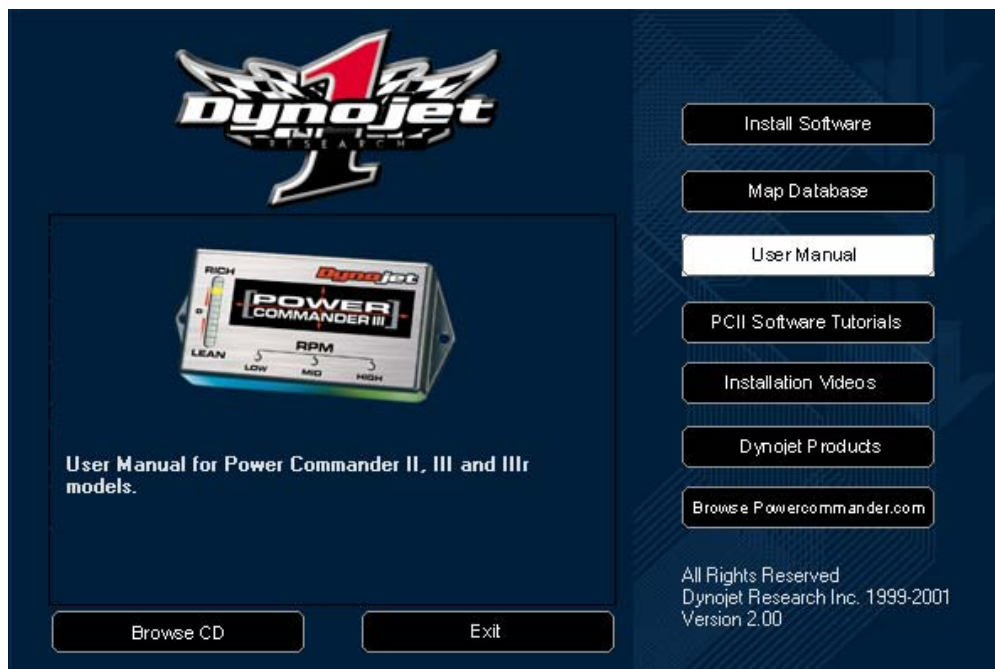 Dynojet
RESEARCH
1
Dynojet
RICH
0
LEAN
POWER
COMMANDER III
RPM
LOW
MID
HIGH
User Manual for Power Commander II, III and IIIr
models.
Browse CD
Exit
Install Software
Map Database
User Manual
PCII Software Tutorials
Installation Videos
Dynojet Products
Browse Powercommander.com
All Rights Reserved
Dynojet Research Inc. 1999-2001
Version 2.00